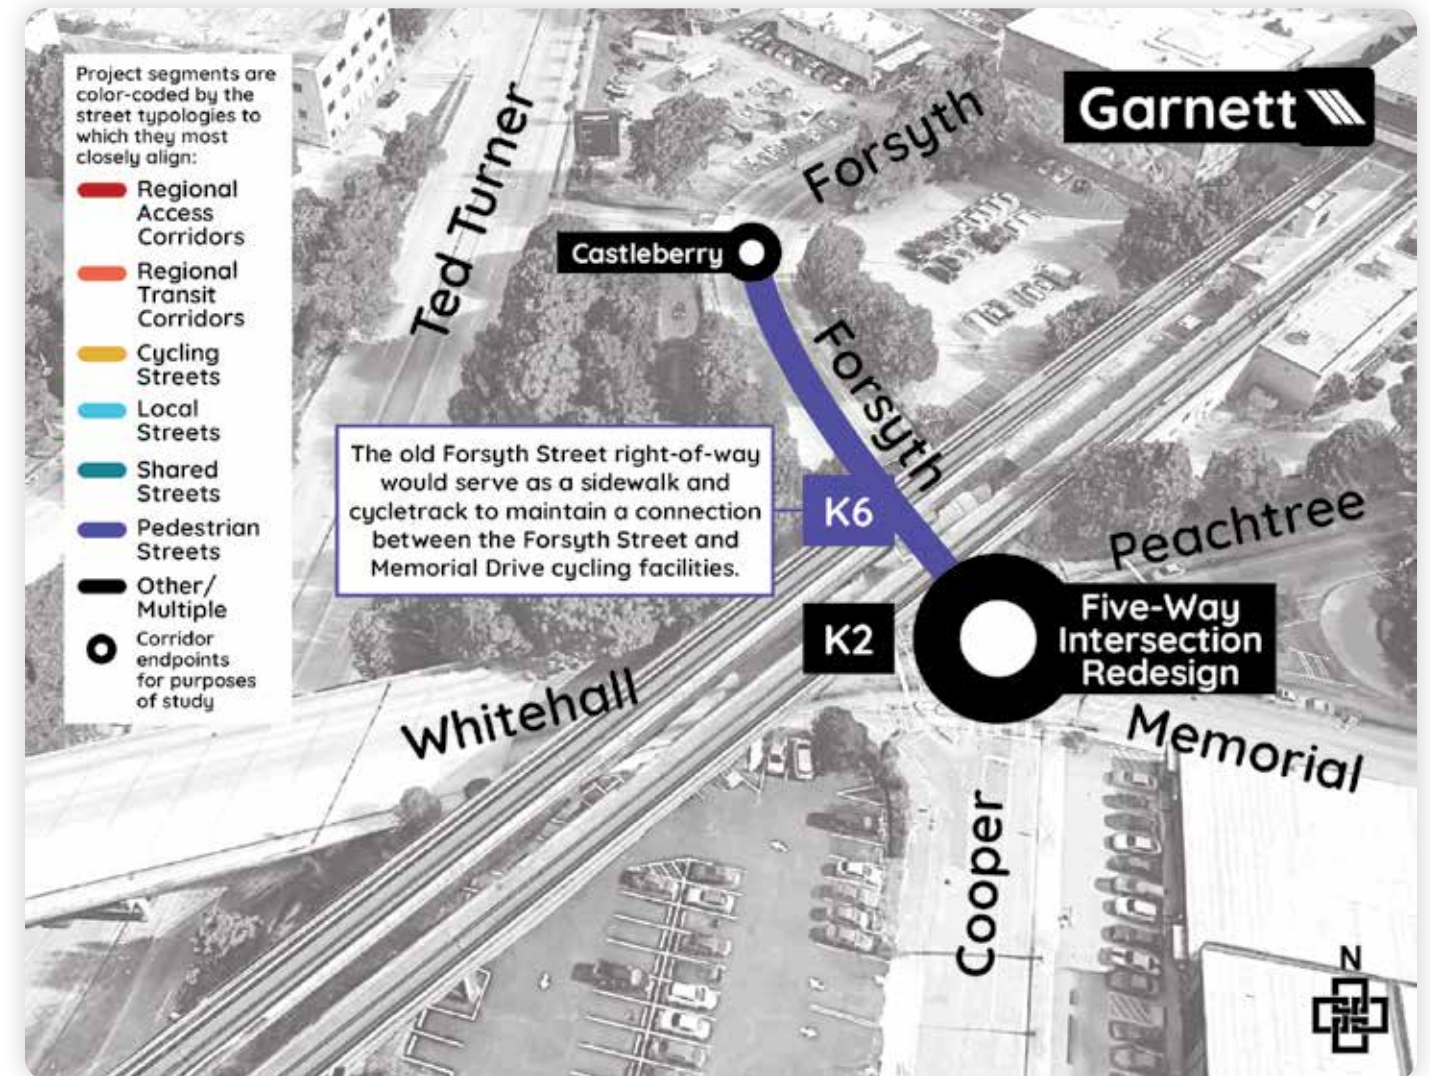 Project segments are
color-coded by the
street typologies to
which they most
closely align:
Regional
Access
Corridors
Regional
Transit
Corridors
Cycling
Streets
Local
Streets
Shared
Streets
Pedestrian
Streets
Other/
Multiple
Corridor
endpoints
for purposes
of study
Ted Turner
Forsyth
Garnett
Castleberry
Forsyth
The old Forsyth Street right-of-way
would serve as a sidewalk and
cycletrack to maintain a connection
between the Forsyth Street and
Memorial Drive cycling facilities.
K6
Peachtree
K2
Five-Way
Intersection
Redesign
Whitehall
Memorial
Cooper
N